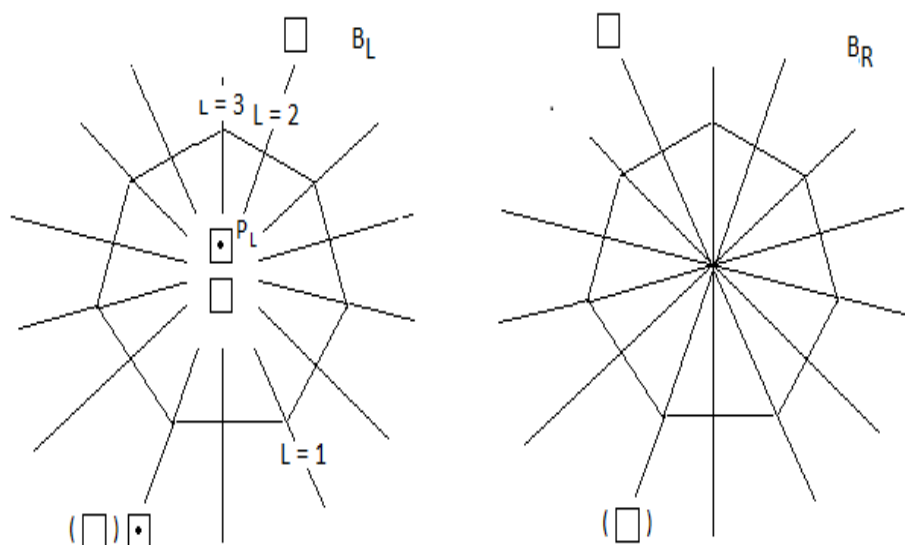 B_L
B_R
L = 3
L = 2
P_L
L = 1
( ) 
( )